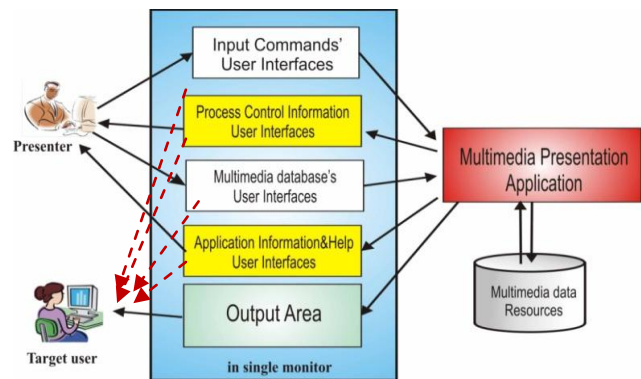 Input Commands'
User Interfaces
Process Control Information
User Interfaces
Presenter
Multimedia database's
User Interfaces
Multimedia Presentation
Application
Application Information&Help
User Interfaces
Multimedia data
Resources
Output Area
Target user
in single monitor